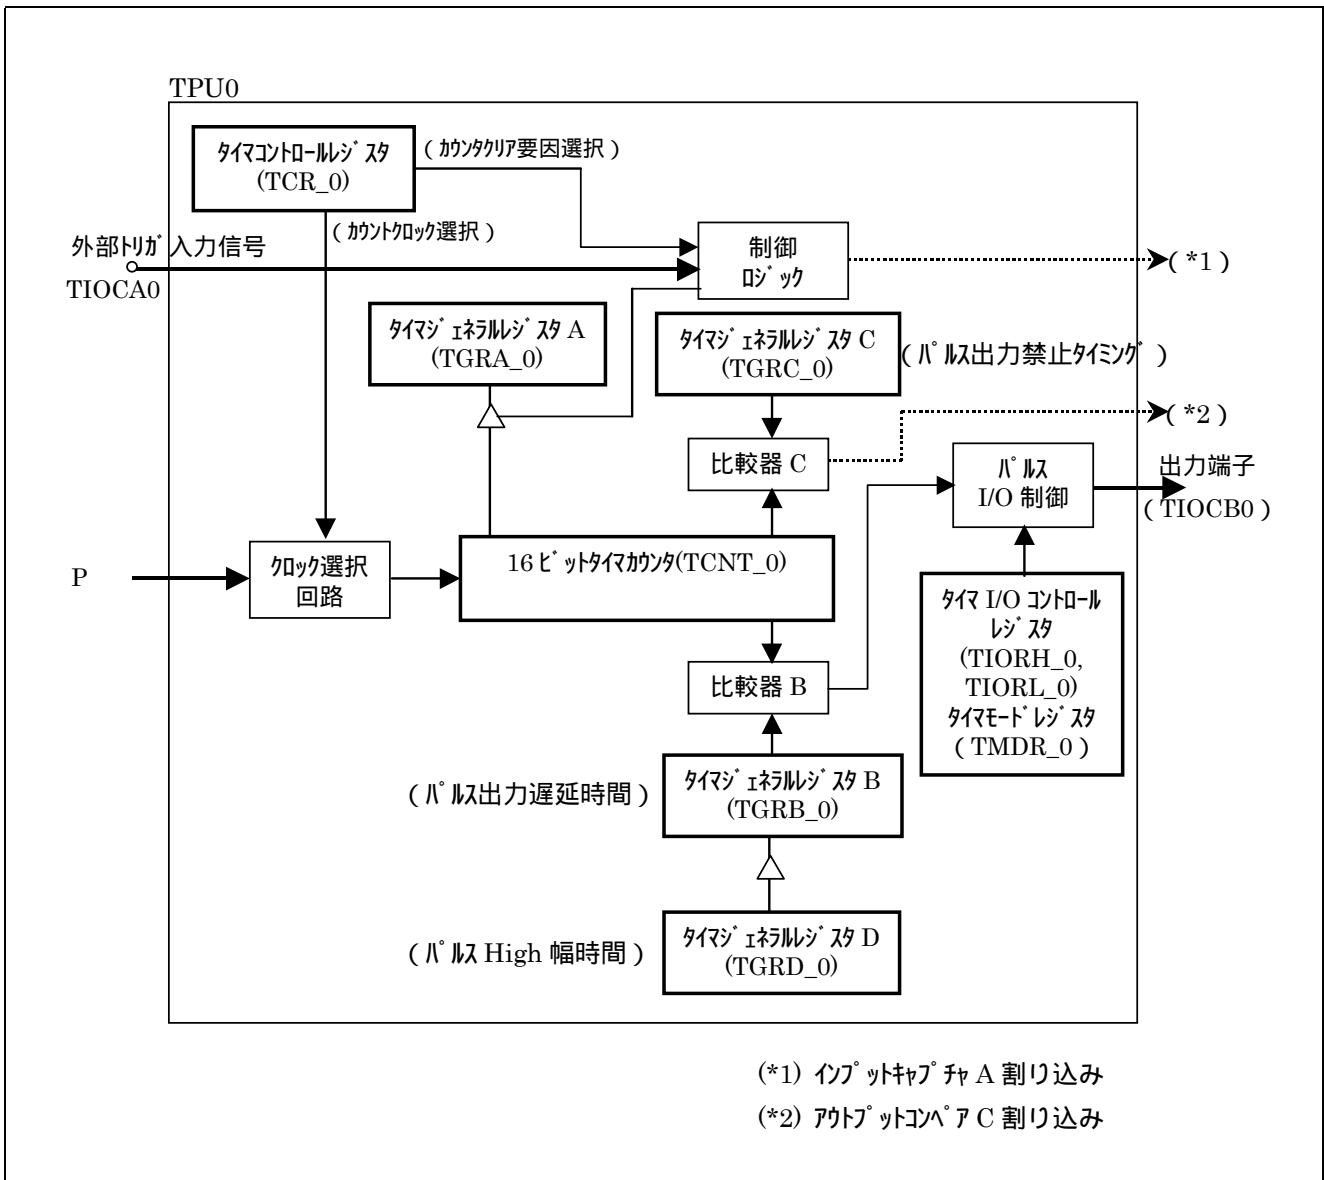 TPU0
ﾀｲﾏｺﾝﾄﾛｰﾙﾚｼﾞｽﾀ
(TCR_0)
（ｶｳﾝﾀｸﾘｱ要因選択）
（ｶｳﾝﾄｸﾛｯｸ選択）
外部ﾄﾘｶﾞ入力信号
TIOCA0
制御
ﾛｼﾞｯｸ
（*1）
ﾀｲﾏｼﾞｪﾈﾗﾙﾚｼﾞｽﾀ A
(TGRA_0)
ﾀｲﾏｼﾞｪﾈﾗﾙﾚｼﾞｽﾀ C
(TGRC_0)
（ﾊﾟﾙｽ出力禁止ﾀｲﾐﾝｸﾞ）
（*2）
比較器 C
ﾊﾟﾙｽ
I/O 制御
出力端子
（TIOCB0）
P
ｸﾛｯｸ選択
回路
16 ﾋﾞｯﾄﾀｲﾏｶｳﾝﾀ(TCNT_0)
ﾀｲﾏ I/O ｺﾝﾄﾛｰﾙ
ﾚｼﾞｽﾀ
(TIORH_0,
TIORL_0)
ﾀｲﾏﾓｰﾄﾞﾚｼﾞｽﾀ
（TMDR_0）
比較器 B
（ﾊﾟﾙｽ出力遅延時間）
ﾀｲﾏｼﾞｪﾈﾗﾙﾚｼﾞｽﾀ B
(TGRB_0)
（ﾊﾟﾙｽ High 幅時間）
ﾀｲﾏｼﾞｪﾈﾗﾙﾚｼﾞｽﾀ D
(TGRD_0)
(*1) ｲﾝﾌﾟｯﾄｷｬﾌﾟﾁｬ A 割り込み
(*2) ｱｳﾄﾌﾟｯﾄｺﾝﾍﾟｱ C 割り込み